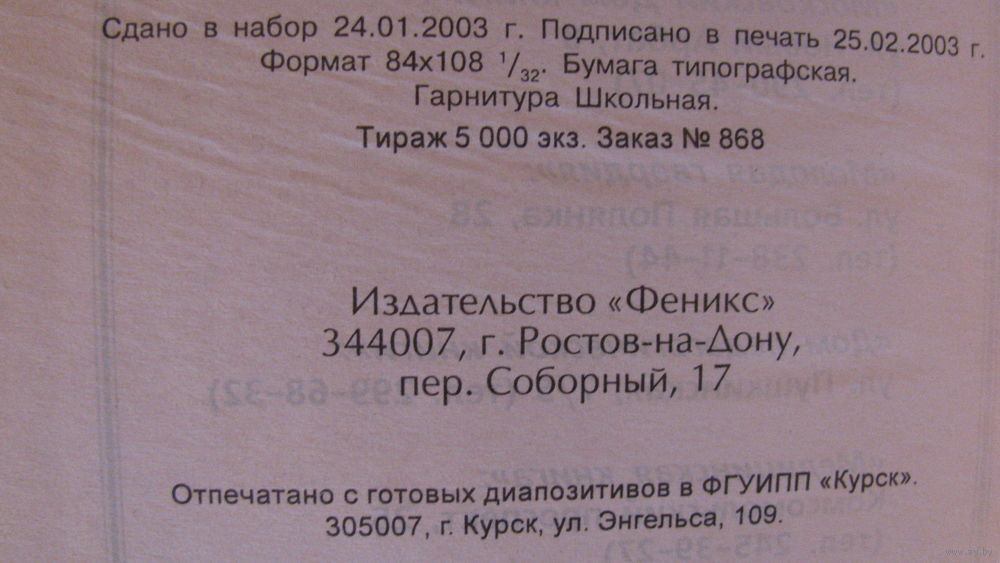 Сдано в набор 24.01.2003 г. Подписано в печать 25.02.2003 г.
Формат 84x108 1/32. Бумага типографская.
Гарнитура Школьная.
Тираж 5 000 экз. Заказ № 868
Издательство «Феникс»
344007, г. Ростов-на-Дону,
пер. Соборный, 17
Отпечатано с готовых диапозитивов в ФГУИПП «Курск».
305007, г. Курск, ул. Энгельса, 109.